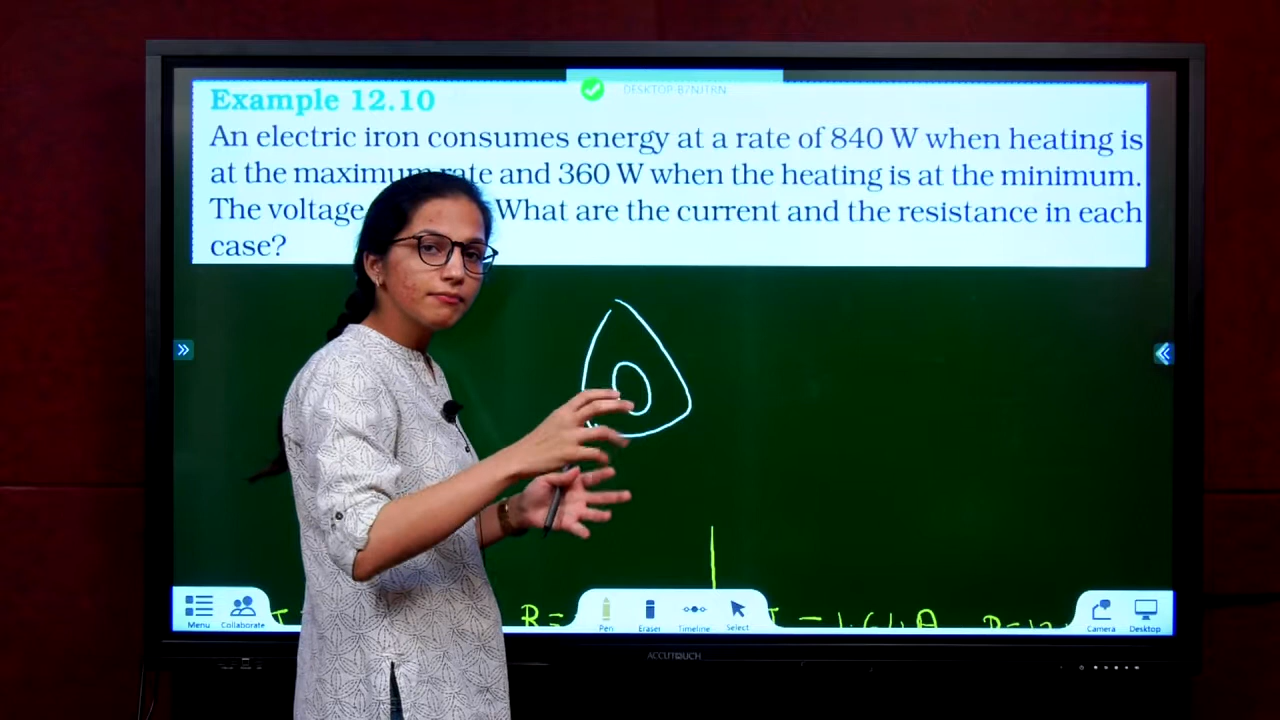 DESKTOP-B7NJTRN
Example 12.10
An electric iron consumes energy at a rate of 840 W when heating is
at the maximum rate and 360 W when the heating is at the minimum.
The voltage What are the current and the resistance in each
case?
R=
Menu
Collaborate
Pen
Eraser
Timeline
Select
Camera
Desktop
ACCUTOUCH